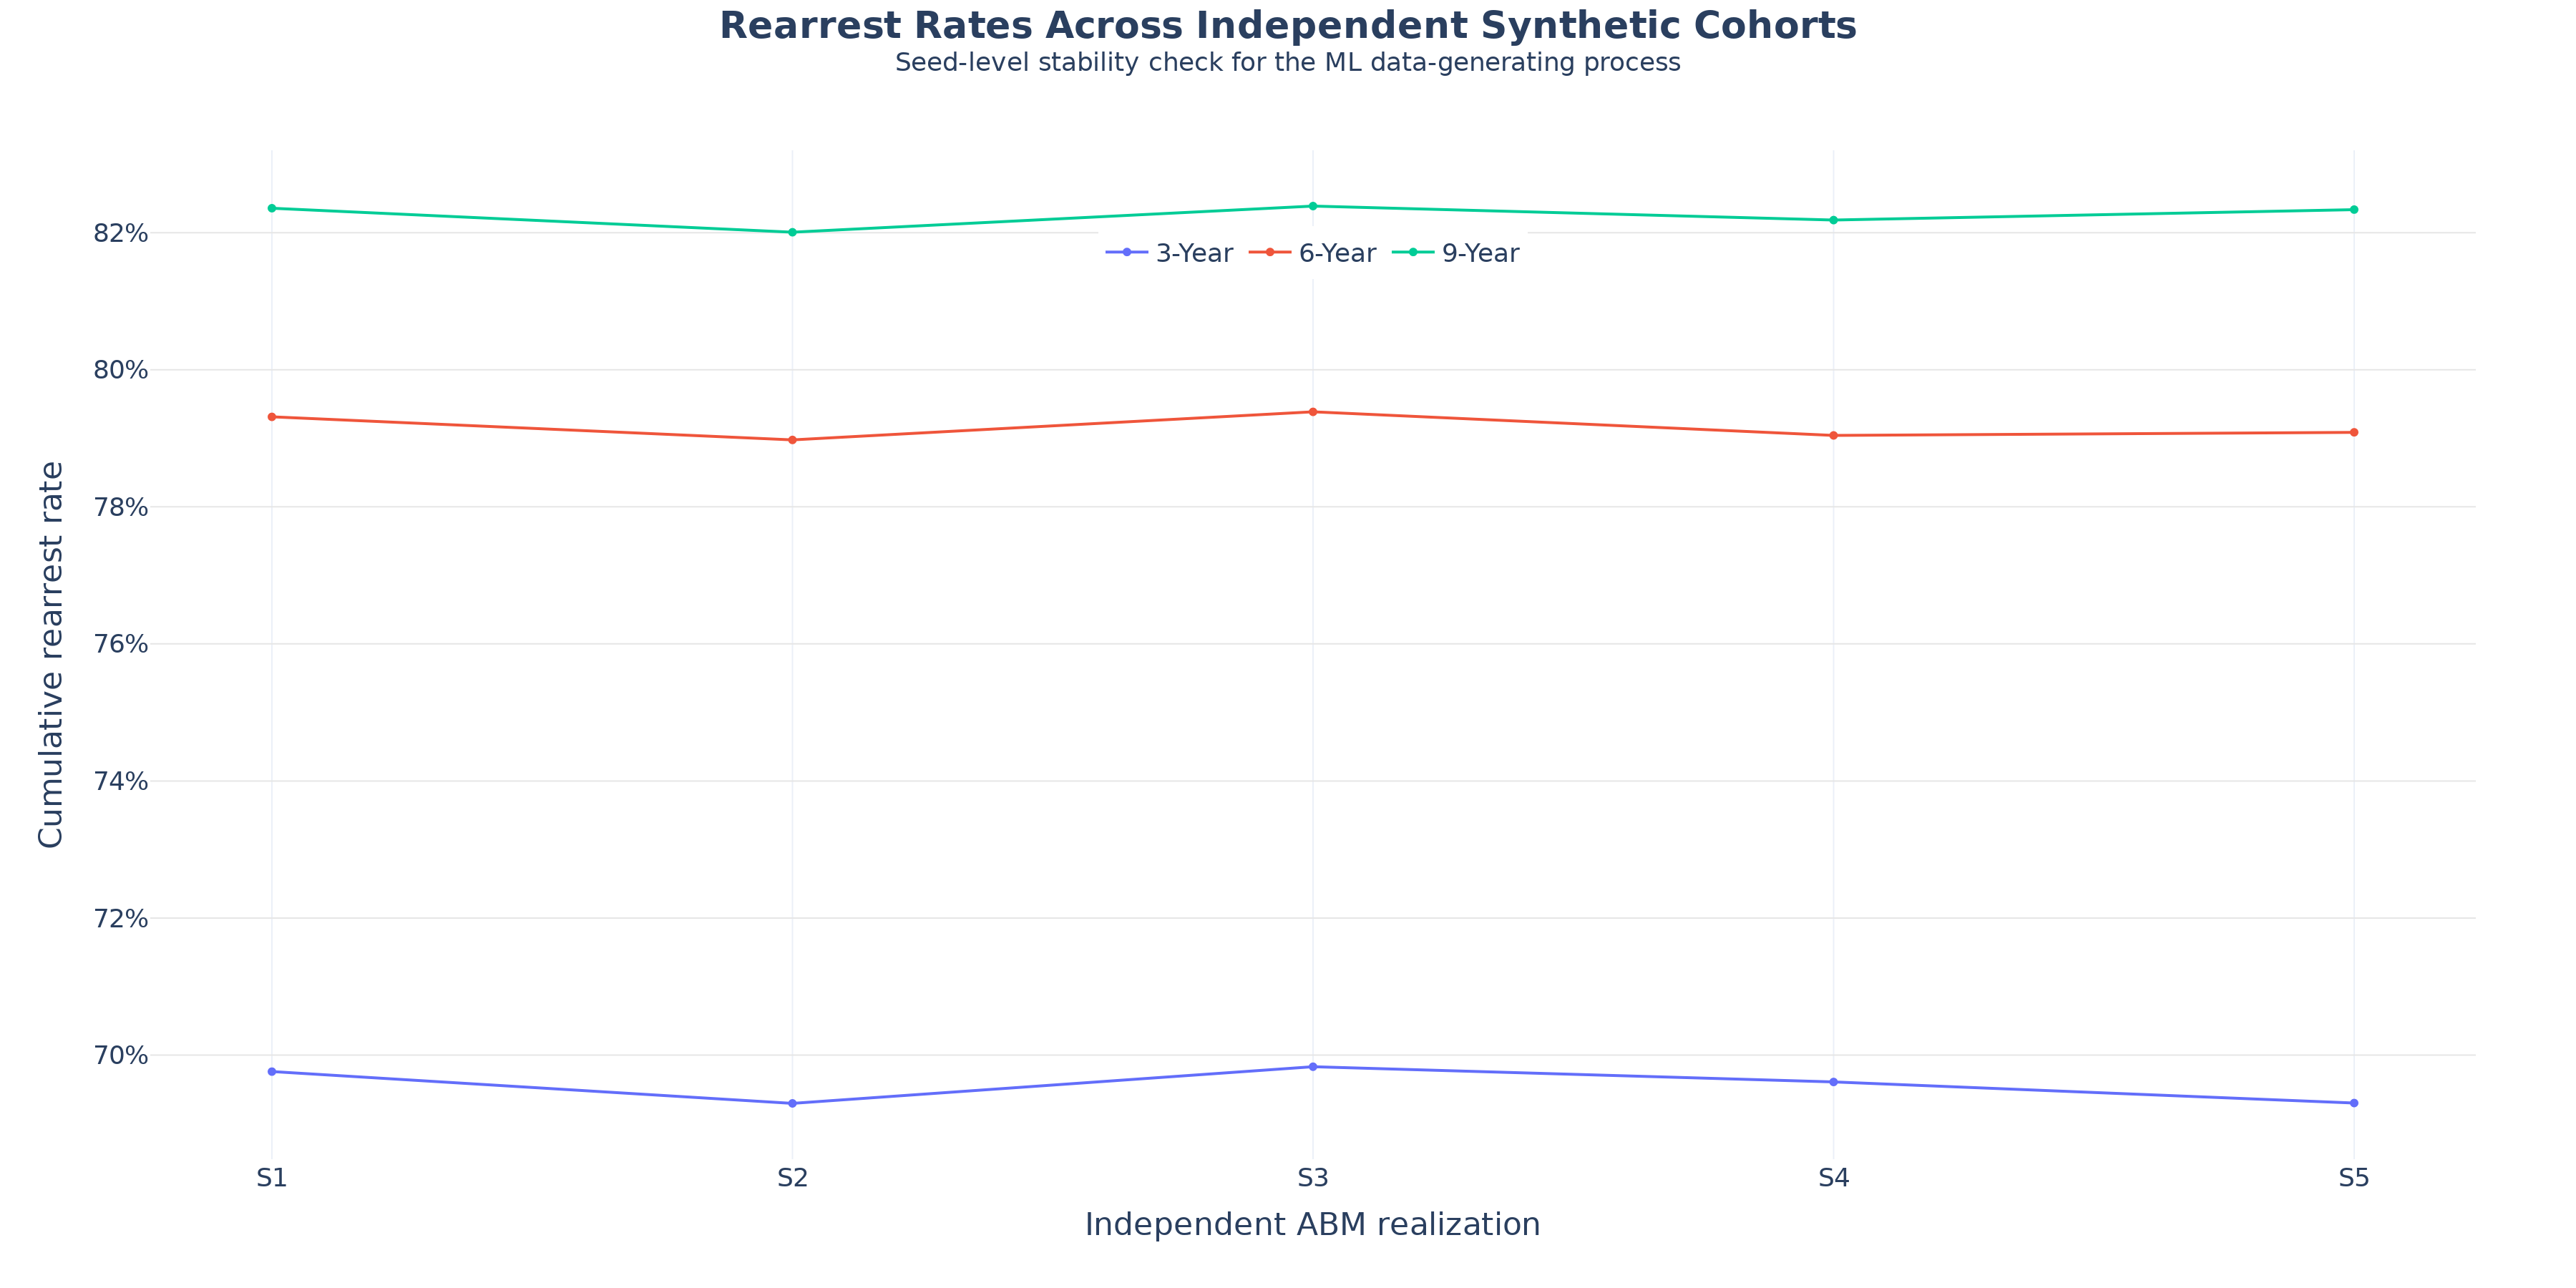 Rearrest Rates Across Independent Synthetic Cohorts
Seed-level stability check for the ML data-generating process
Cumulative rearrest rate
82%
80%
78%
76%
74%
72%
70%
3-Year 6-Year 9-Year
S1 S2 S3 S4 S5
Independent ABM realization